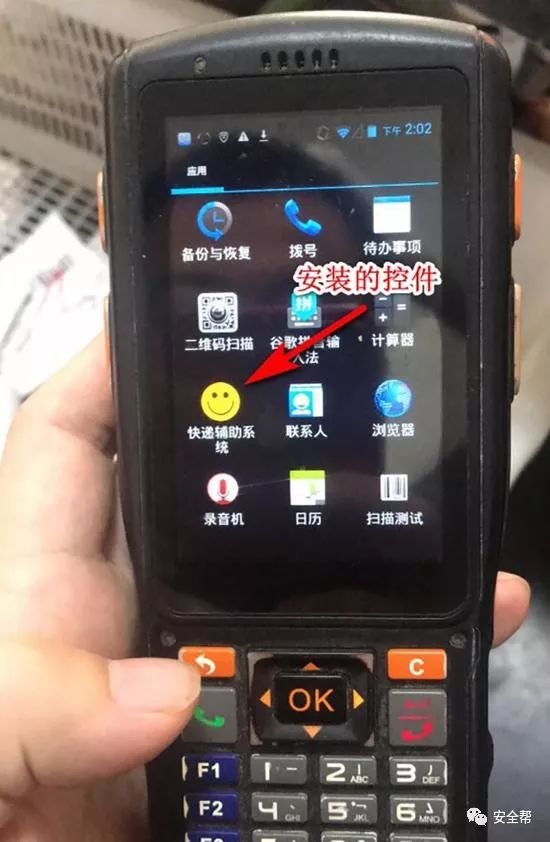 下午 2:02
应用
备份与恢复
拨号
待办事项
安装的控件
二维码扫描
谷歌拼音输
入法
计算器
快递辅助系
统
联系人
浏览器
录音机
日历
扫描测试
C
OK
F1
1
2 ABC
3 DEF
F2
4 GHI
5 JKL
6 MNO
安全帮